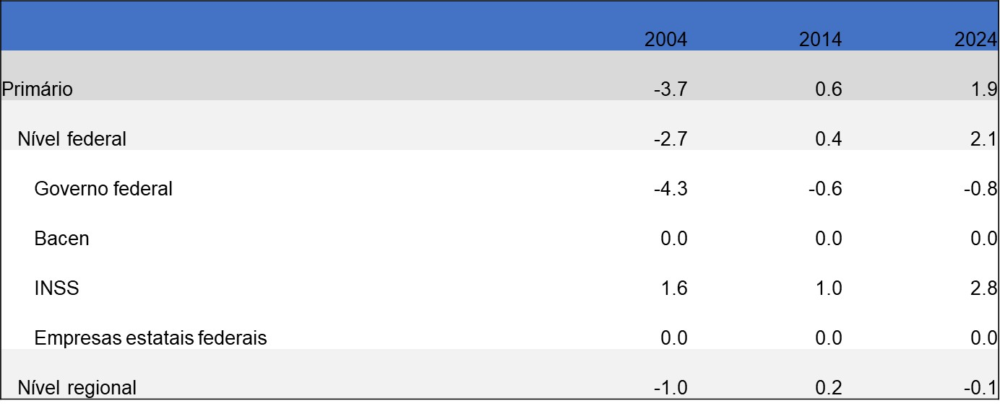 2004 2014 2024
Primário -3.7 0.6 1.9
Nível federal -2.7 0.4 2.1
Governo federal -4.3 -0.6 -0.8
Bacen 0.0 0.0 0.0
INSS 1.6 1.0 2.8
Empresas estatais federais 0.0 0.0 0.0
Nível regional -1.0 0.2 -0.1